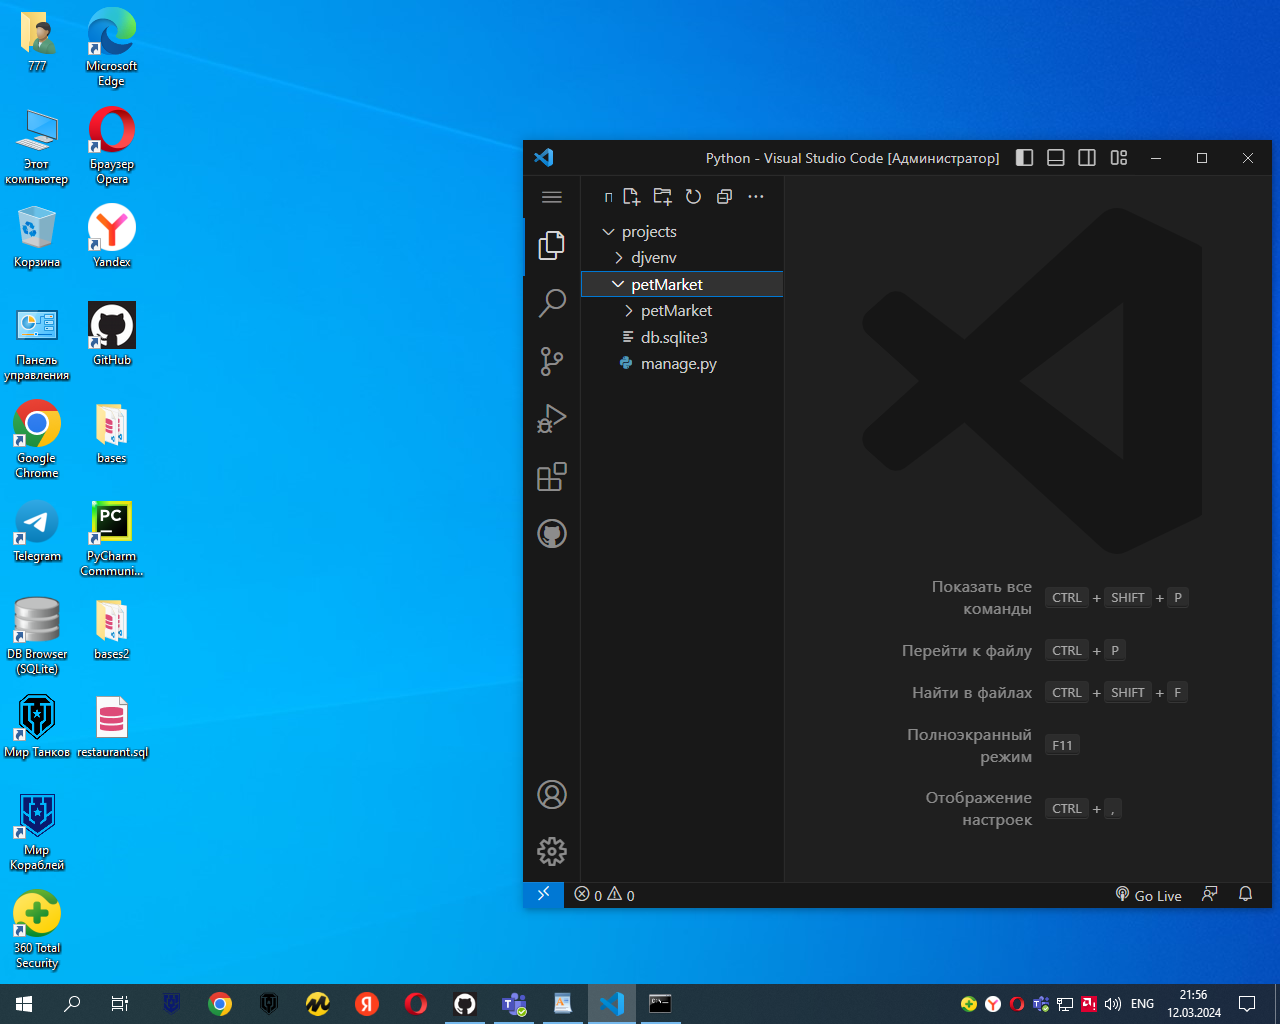 777
Microsoft
Edge
Этот
компьютер
Браузер
Opera
Корзина
Yandex
Панель
управления
GitHub
Google
Chrome
bases
Telegram
PC
PyCharm
Communi...
DB Browser
(SQLite)
bases2
Мир Танков
restaurant.sql
Мир
Кораблей
360 Total
Security
Python - Visual Studio Code [Администратор]
П
projects
djvenv
petMarket
petMarket
db.sqlite3
manage.py
Показать все
команды
CTRL + SHIFT + P
Перейти к файлу
CTRL + P
Найти в файлах
CTRL + SHIFT + F
Полноэкранный
режим
F11
Отображение
настроек
CTRL + ,
0 0
Go Live
ENG
21:56
12.03.2024